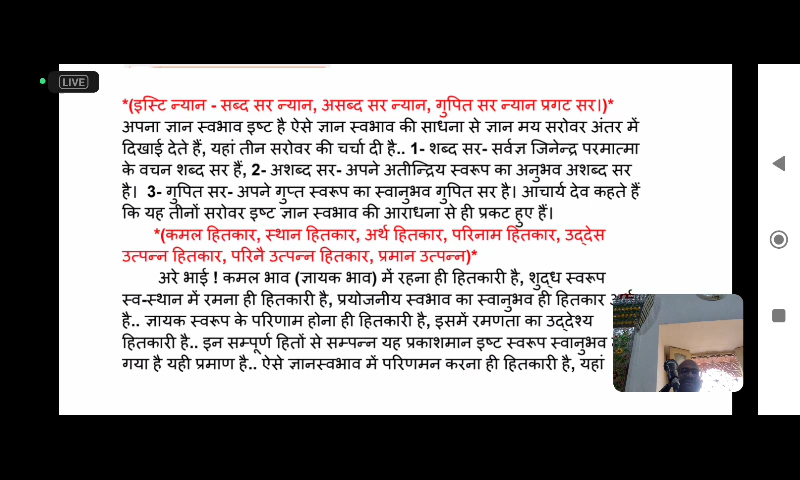 LIVE
*(इस्टि न्यान - सब्द सर न्यान, असब्द सर न्यान, गुपित सर न्यान प्रगट सर।)*
अपना ज्ञान स्वभाव इष्ट है ऐसे ज्ञान स्वभाव की साधना से ज्ञान मय सरोवर अंतर में
दिखाई देते हैं, यहां तीन सरोवर की चर्चा दी है.. 1- शब्द सर- सर्वज्ञ जिनेन्द्र परमात्मा
के वचन शब्द सर हैं, 2- अशब्द सर- अपने अतीन्द्रिय स्वरूप का अनुभव अशब्द सर
है। 3- गुपित सर- अपने गुप्त स्वरूप का स्वानुभव गुपित सर है। आचार्य देव कहते हैं
कि यह तीनों सरोवर इष्ट ज्ञान स्वभाव की आराधना से ही प्रकट हुए हैं।
*(कमल हितकार, स्थान हितकार, अर्थ हितकार, परिनाम हितकार, उद्देस
उत्पन्न हितकार, परिनै उत्पन्न हितकार, प्रमान उत्पन्न)*
अरे भाई ! कमल भाव (ज्ञायक भाव) में रहना ही हितकारी है, शुद्ध स्वरूप
स्व-स्थान में रमना ही हितकारी है, प्रयोजनीय स्वभाव का स्वानुभव ही हितकार
है.. ज्ञायक स्वरूप के परिणाम होना ही हितकारी है, इसमें रमणता का उद्देश्य
हितकारी है.. इन सम्पूर्ण हितों से सम्पन्न यह प्रकाशमान इष्ट स्वरूप स्वानुभव
गया है यही प्रमाण है.. ऐसे ज्ञानस्वभाव में परिणमन करना ही हितकारी है, यहां